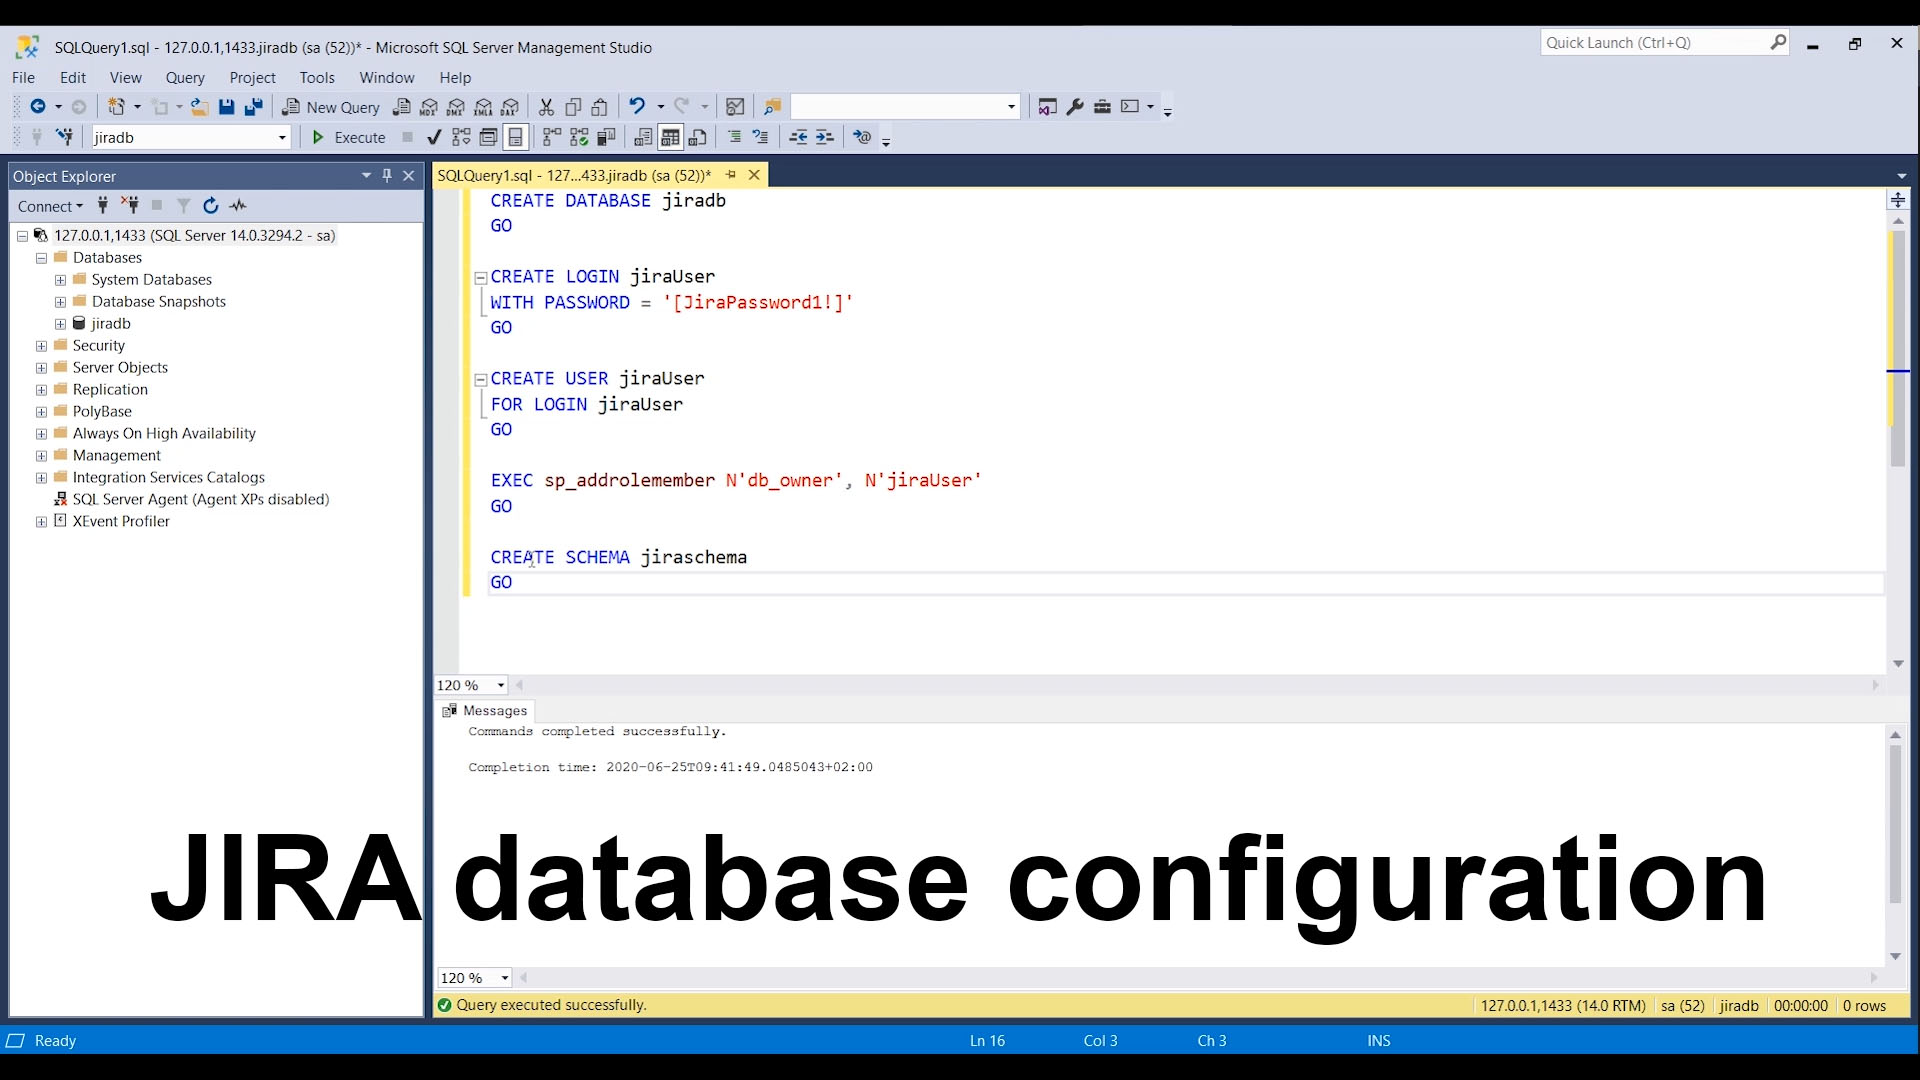 SQLQuery1.sql - 127.0.0.1,1433.jiradb (sa (52))* - Microsoft SQL Server Management Studio
Quick Launch (Ctrl+Q)
File Edit View Query Project Tools Window Help
New Query
jiradb
Execute
Object Explorer
Connect
127.0.0.1,1433 (SQL Server 14.0.3294.2 - sa)
Databases
System Databases
Database Snapshots
jiradb
Security
Server Objects
Replication
PolyBase
Always On High Availability
Management
Integration Services Catalogs
SQL Server Agent (Agent XPs disabled)
XEvent Profiler
SQLQuery1.sql - 127...433.jiradb (sa (52))*
CREATE DATABASE jiradb
GO
CREATE LOGIN jiraUser
WITH PASSWORD = '[JiraPassword1!]'
GO
CREATE USER jiraUser
FOR LOGIN jiraUser
GO
EXEC sp_addrolemember N'db_owner', N'jiraUser'
GO
CREATE SCHEMA jiraschema
GO
120 %
Messages
Commands completed successfully.
Completion time: 2020-06-25T09:41:49.0485043+02:00
JIRA database configuration
120 %
Query executed successfully.
127.0.0.1,1433 (14.0 RTM) sa (52) jiradb 00:00:00 0 rows
Ready Ln 16 Col 3 Ch 3 INS